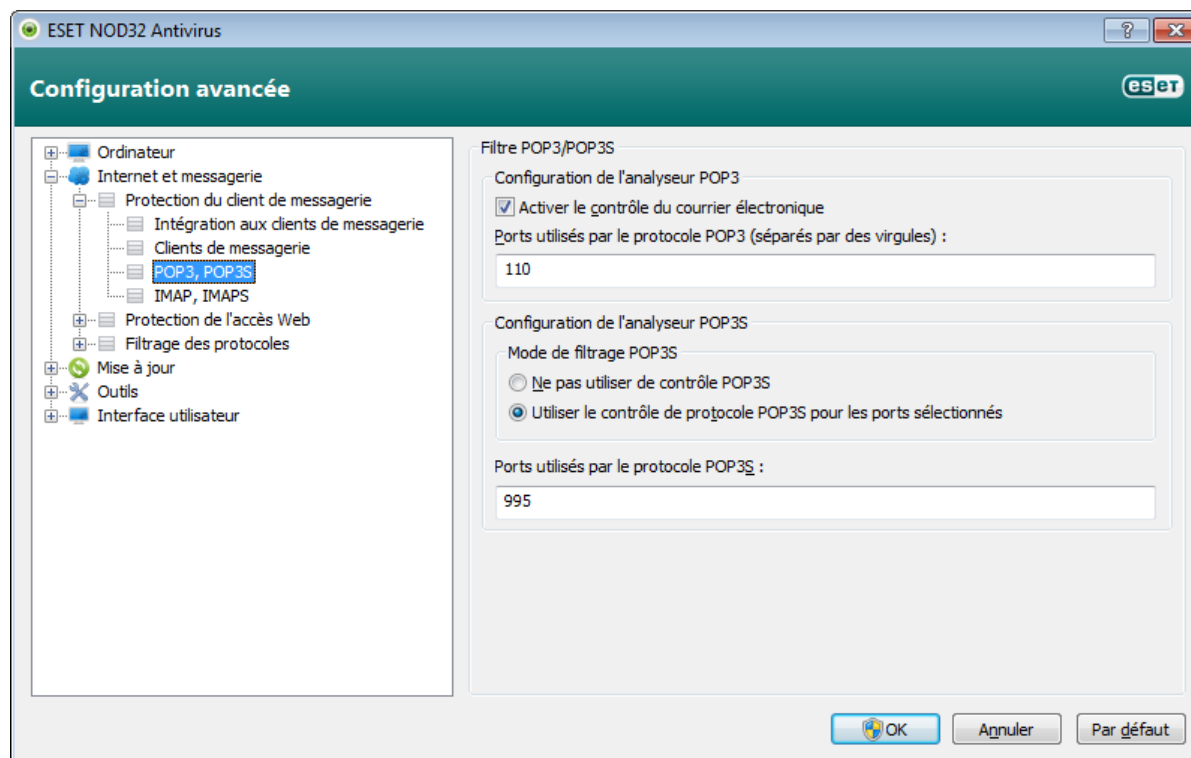 ESET NOD32 Antivirus
Configuration avancée
eseT
Ordinateur
Internet et messagerie
Protection du client de messagerie
Intégration aux clients de messagerie
Clients de messagerie
POP3, POP3S
IMAP, IMAPS
Protection de l'accès Web
Filtrage des protocoles
Mise à jour
Outils
Interface utilisateur
Filtre POP3/POP3S
Configuration de l'analyseur POP3
Activer le contrôle du courrier électronique
Ports utilisés par le protocole POP3 (séparés par des virgules) :
110
Configuration de l'analyseur POP3S
Mode de filtrage POP3S
Ne pas utiliser de contrôle POP3S
Utiliser le contrôle de protocole POP3S pour les ports sélectionnés
Ports utilisés par le protocole POP3S :
995
OK
Annuler
Par défaut